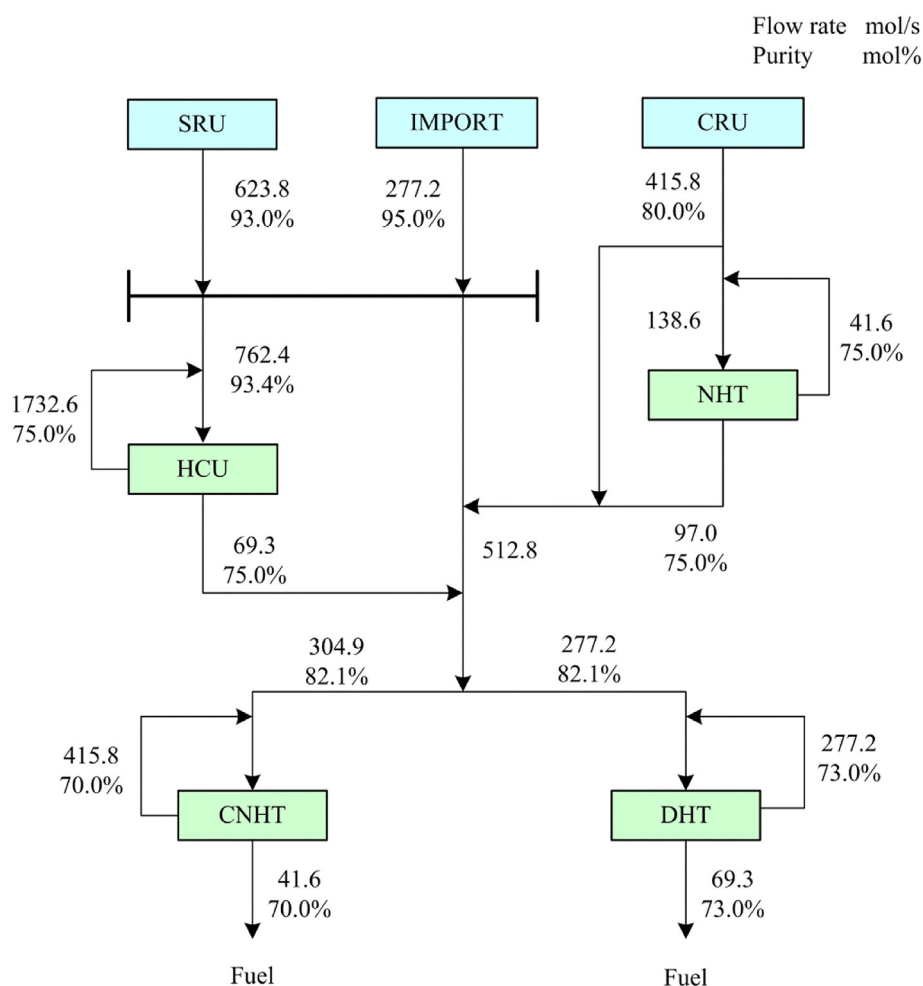 Flow rate mol/s
Purity mol%
SRU
IMPORT
CRU
623.8
93.0%
277.2
95.0%
415.8
80.0%
138.6
41.6
75.0%
762.4
93.4%
NHT
1732.6
75.0%
HCU
69.3
75.0%
512.8
97.0
75.0%
304.9
82.1%
277.2
82.1%
415.8
70.0%
277.2
73.0%
CNHT
DHT
41.6
70.0%
69.3
73.0%
Fuel
Fuel